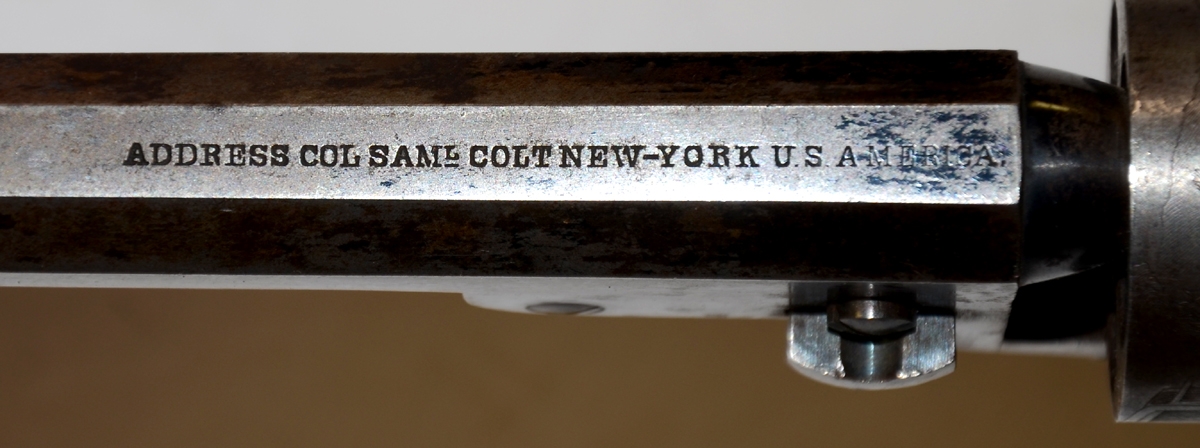 ADDRESS COL SAMᴸ COLT NEW-YORK U.S AMERICA.